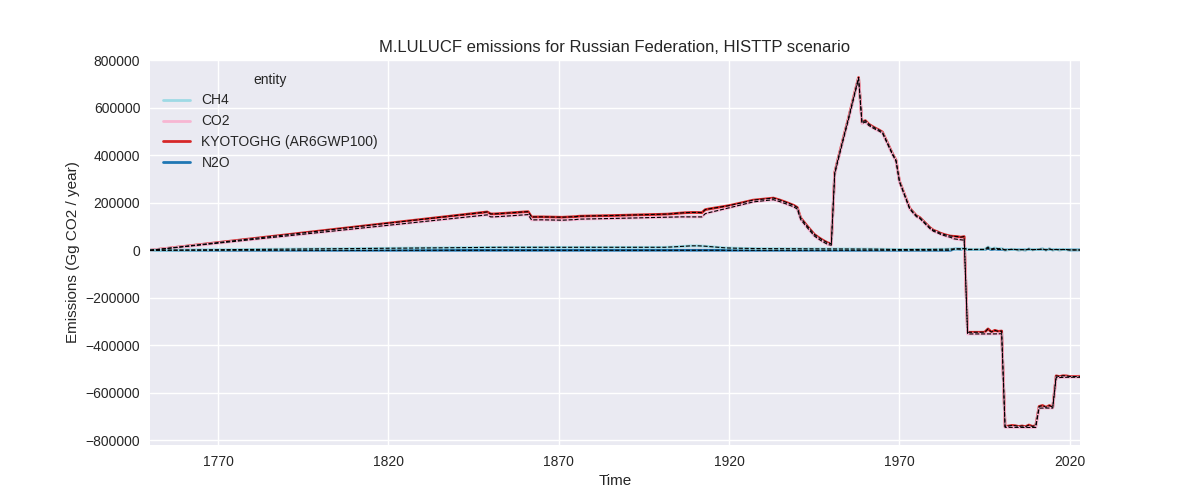 M.LULUCF emissions for Russian Federation, HISTTP scenario
Emissions (Gg CO2 / year)
800000
600000
400000
200000
0
−200000
−400000
−600000
−800000
entity
CH4
CO2
KYOTOGHG (AR6GWP100)
N2O
1770 1820 1870 1920 1970 2020
Time